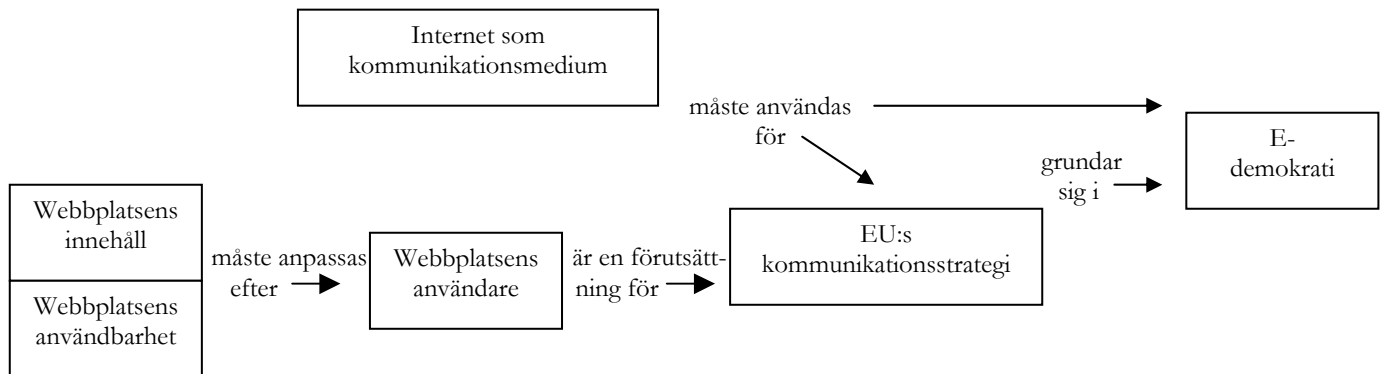 Internet som
kommunikationsmedium
måste användas
för
E-
demokrati
grundar
sig i
Webbplatsens
innehåll
Webbplatsens
användbarhet
måste anpassas
efter
Webbplatsens
användare
är en förutsätt-
ning för
EU:s
kommunikationsstrategi